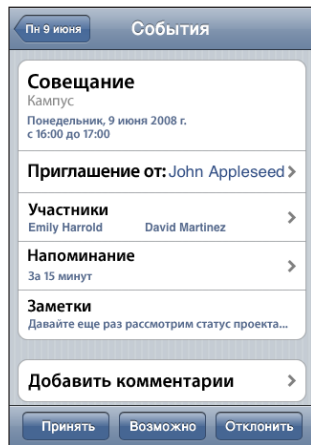 Пн 9 июня
События
Совещание
Кампус
Понедельник, 9 июня 2008 г.
с 16:00 до 17:00
Приглашение от: John Appleseed
Участники
Emily Harrold David Martinez
Напоминание
За 15 минут
Заметки
Давайте еще раз рассмотрим статус проекта...
Добавить комментарии
Принять Возможно Отклонить